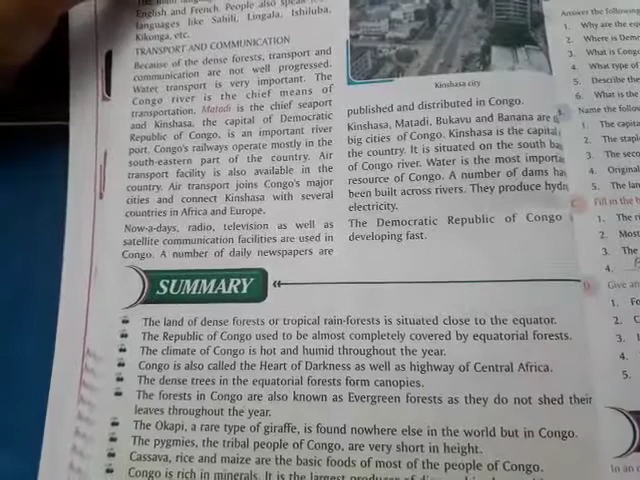 English and French. People also speak
languages like Sahili, Lingala, Ishiluba,
Kikonga, etc.
TRANSPORT AND COMMUNICATION
Because of the dense forests, transport and
communication are not well progressed.
Water transport is very important. The
Congo river is the chief means of
transportation. Matadi is the chief seaport
and Kinshasa, the capital of Democratic
Republic of Congo, is an important river
port. Congo's railways operate mostly in the
south-eastern part of the country. Air
transport facility is also available in the
country. Air transport joins Congo's major
cities and connect Kinshasa with several
countries in Africa and Europe.
Now-a-days, radio, television as well as
satellite communication facilities are used in
Congo. A number of daily newspapers are
Kinshasa city
published and distributed in Congo.
Kinshasa, Matadi, Bukavu and Banana are
big cities of Congo. Kinshasa is the capital
the country. It is situated on the south
of Congo river. Water is the most
resource of Congo. A number of dams
been built across rivers. They produce
electricity.
The Democratic Republic of Congo
developing fast.
SUMMARY
The land of dense forests or tropical rain-forests is situated close to the equator.
The Republic of Congo used to be almost completely covered by equatorial forests.
The climate of Congo is hot and humid throughout the year.
Congo is also called the Heart of Darkness as well as highway of Central Africa.
The dense trees in the equatorial forests form canopies.
The forests in Congo are also known as Evergreen forests as they do not shed their
leaves throughout the year.
The Okapi, a rare type of giraffe, is found nowhere else in the world but in Congo.
The pygmies, the tribal people of Congo, are very short in height.
Cassava, rice and maize are the basic foods of most of the people of Congo.
Congo is rich in minerals. It is the largest
Answer the following
1. Why are the
2. Where is
3. What is Congo
4. What type of
5. Describe the
6. What is the
Name the
1. The
2. The
3. The
4. Original
5. The
Fill in the
1. The
2. Most
3. The
4.
D Give
1.
2.
3.
4.
5.
In